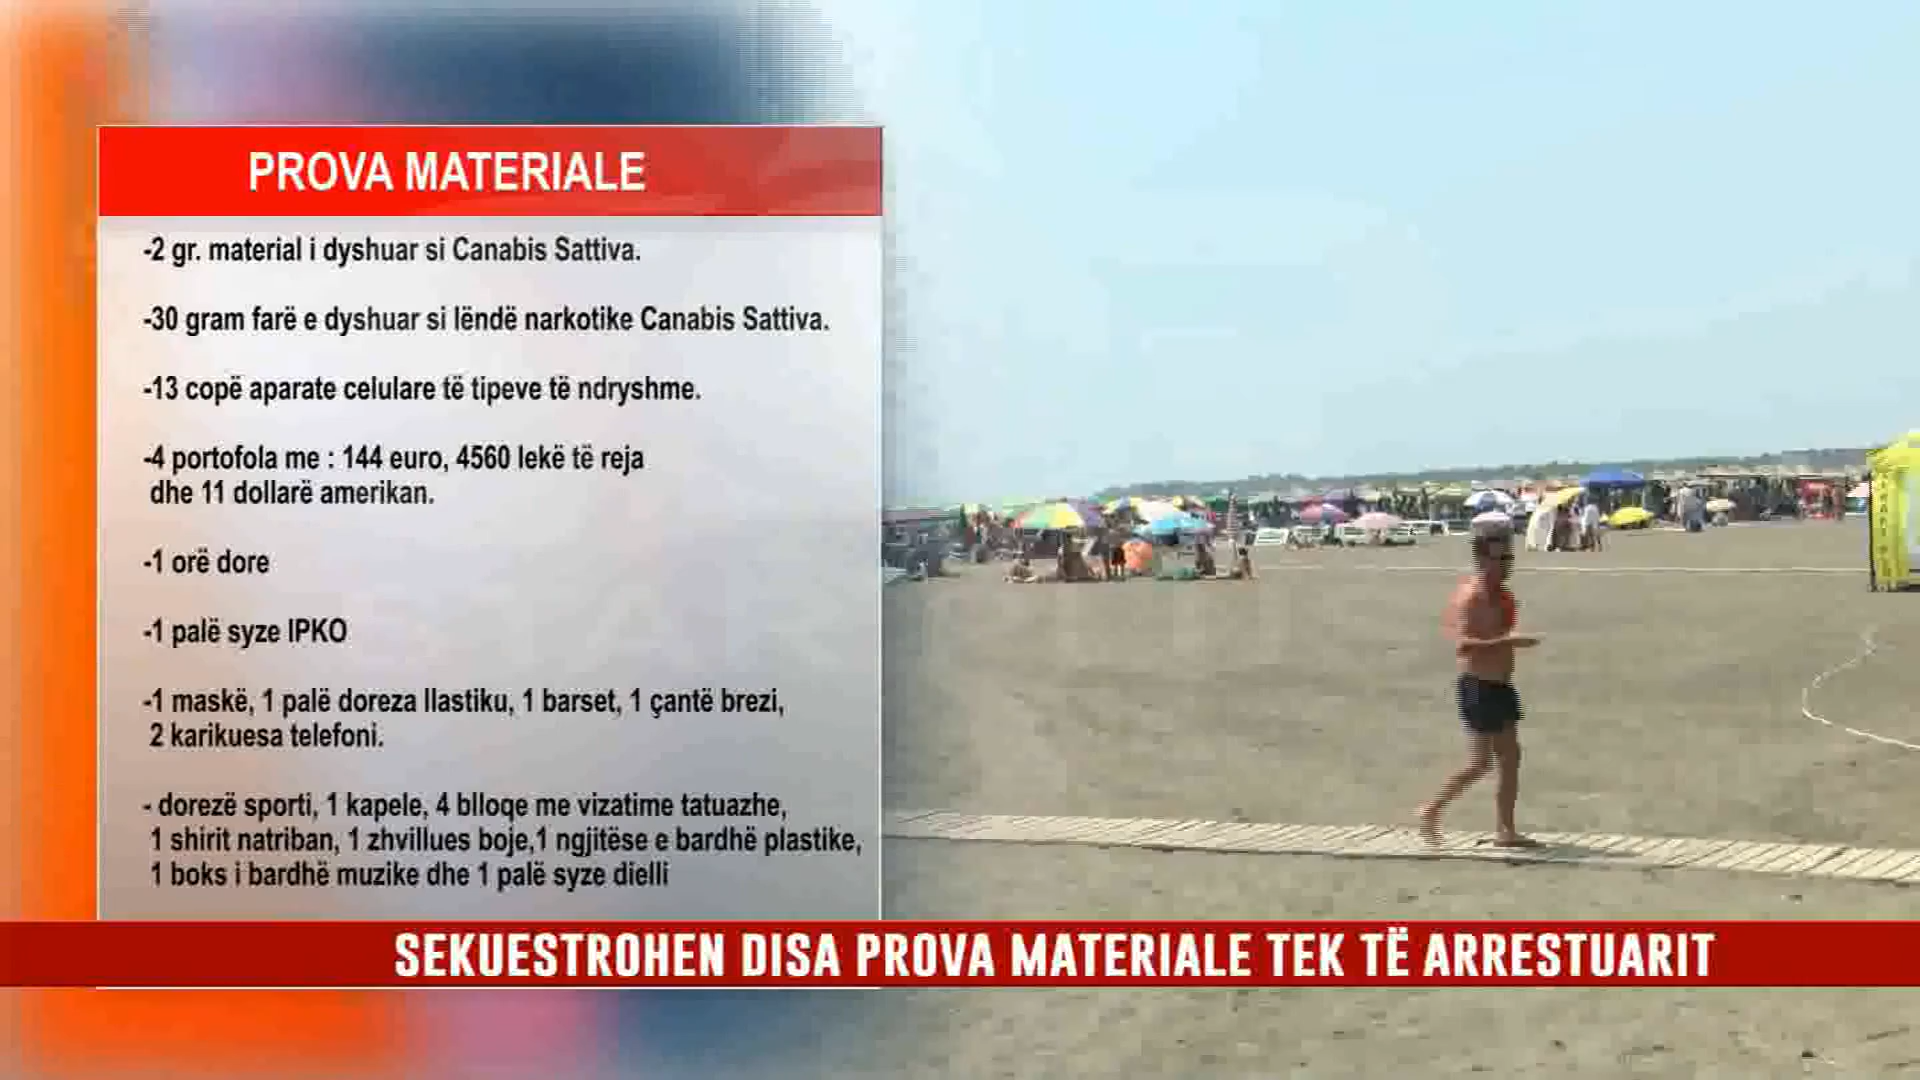 PROVA MATERIALE
-2 gr. material i dyshuar si Canabis Sattiva.
-30 gram farë e dyshuar si lëndë narkotike Canabis Sattiva.
-13 copë aparate celulare të tipeve të ndryshme.
-4 portofola me : 144 euro, 4560 lekë të reja
dhe 11 dollarë amerikan.
-1 orë dore
-1 palë syze IPKO
-1 maskë, 1 palë doreza llastiku, 1 barset, 1 çantë brezi,
2 karikuesa telefoni.
- dorezë sporti, 1 kapele, 4 blloqe me vizatime tatuazhe,
1 shirit natriban, 1 zhvillues boje,1 ngjitëse e bardhë plastike,
1 boks i bardhë muzike dhe 1 palë syze dielli
SEKUESTROHEN DISA PROVA MATERIALE TEK TË ARRESTUARIT